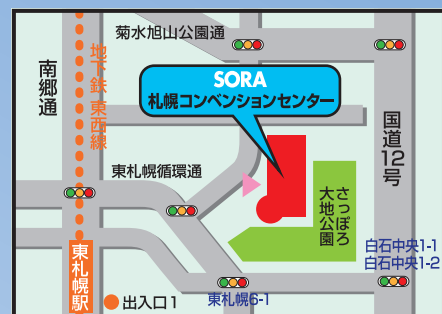 菊水旭山公園通
地下鉄 東西線
南郷通
SORA
札幌コンベンションセンター
国道12号
東札幌循環通
さっぽろ
大地公園
白石中央1-1
白石中央1-2
東札幌駅
出入口1
東札幌6-1